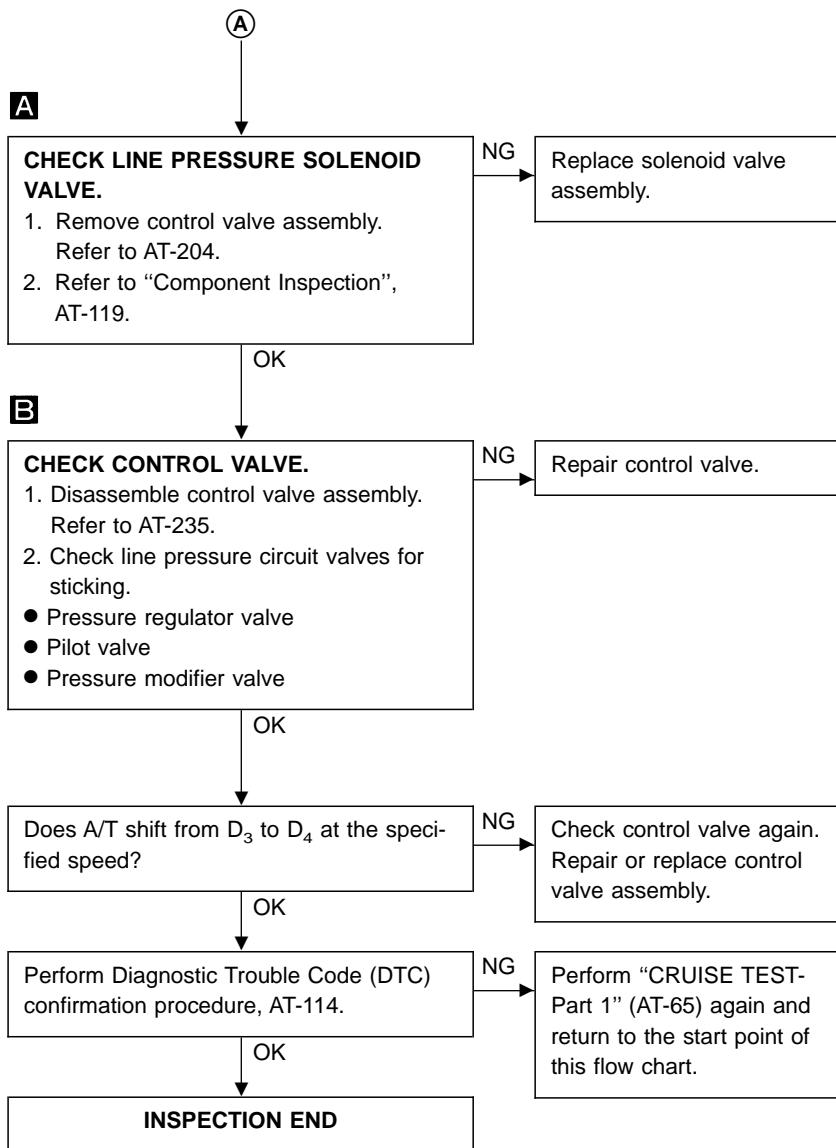 A
A
CHECK LINE PRESSURE SOLENOID
VALVE.
1. Remove control valve assembly.
Refer to AT-204.
2. Refer to ‘‘Component Inspection’’,
AT-119.
NG
Replace solenoid valve
assembly.
OK
B
CHECK CONTROL VALVE.
1. Disassemble control valve assembly.
Refer to AT-235.
2. Check line pressure circuit valves for
sticking.
● Pressure regulator valve
● Pilot valve
● Pressure modifier valve
NG
Repair control valve.
OK
Does A/T shift from D3 to D4 at the speci-
fied speed?
NG
Check control valve again.
Repair or replace control
valve assembly.
OK
Perform Diagnostic Trouble Code (DTC)
confirmation procedure, AT-114.
NG
Perform ‘‘CRUISE TEST-
Part 1’’ (AT-65) again and
return to the start point of
this flow chart.
OK
INSPECTION END